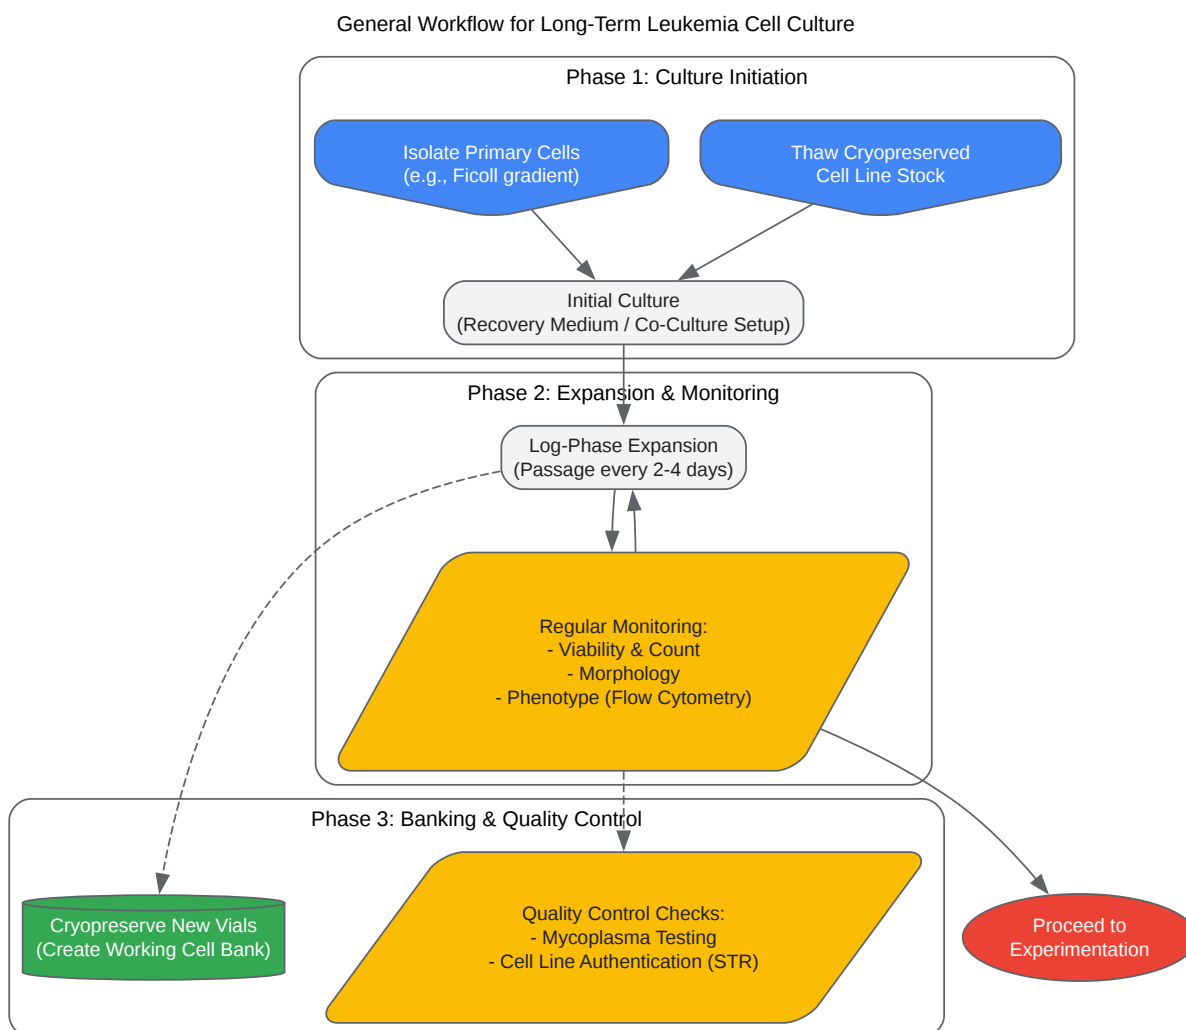 General Workflow for Long-Term Leukemia Cell Culture
Phase 1: Culture Initiation
Isolate Primary Cells
(e.g., Ficoll gradient)
Thaw Cryopreserved
Cell Line Stock
Initial Culture
(Recovery Medium / Co-Culture Setup)
Phase 2: Expansion & Monitoring
Log-Phase Expansion
(Passage every 2-4 days)
Regular Monitoring:
- Viability & Count
- Morphology
- Phenotype (Flow Cytometry)
Phase 3: Banking & Quality Control
Cryopreserve New Vials
(Create Working Cell Bank)
Quality Control Checks:
- Mycoplasma Testing
- Cell Line Authentication (STR)
Proceed to
Experimentation